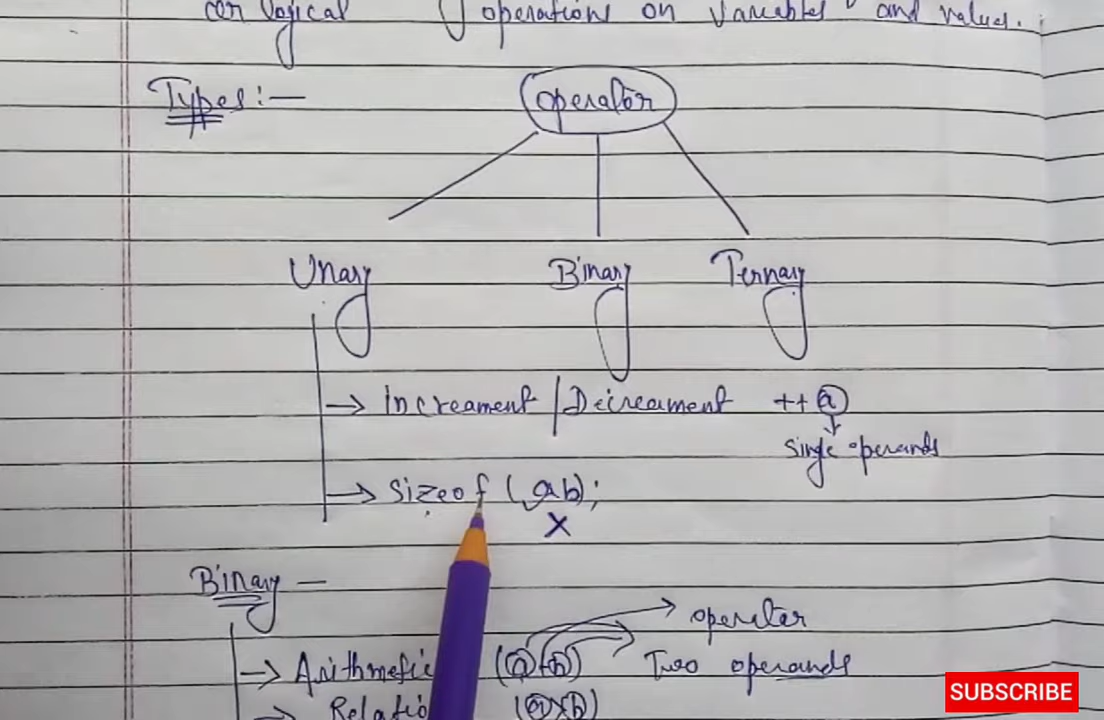 (or logical operations on variables and values.
Types:—
operator
Unary Binary Ternary
→ Increament / Decreament ++a
Single operands
→ Sizeof (ab);
X
Binary —
operator
→ Arithmetic (a+b) Two operands
→ Relatio (a>b)
SUBSCRIBE